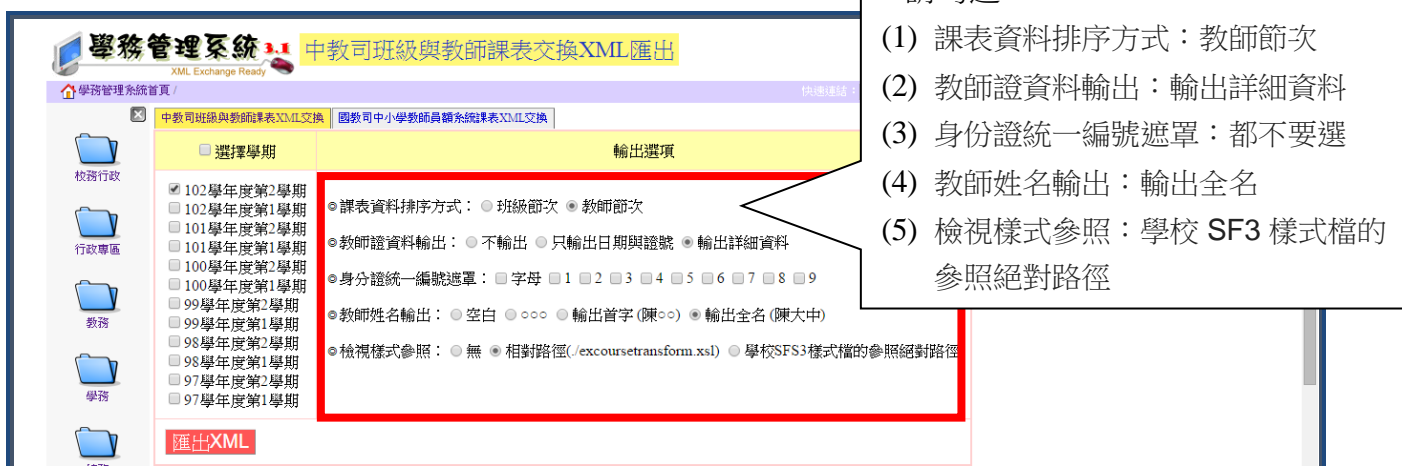 學務管理系統3.1
XML Exchange Ready
中教司班級與教師課表交換XML匯出
學務管理系統首頁 /
快速連結：
中教司班級與教師課表XML交換
國教司中小學教師員額系統課表XML交換
選擇學期
輸出選項
校務行政
行政專區
教務
學務
102學年度第2學期
102學年度第1學期
101學年度第2學期
101學年度第1學期
100學年度第2學期
100學年度第1學期
99學年度第2學期
99學年度第1學期
98學年度第2學期
98學年度第1學期
97學年度第2學期
97學年度第1學期
◎課表資料排序方式：班級節次 教師節次
◎教師證資料輸出：不輸出 只輸出日期與證號 輸出詳細資料
◎身分證統一編號遮罩：字母 1 2 3 4 5 6 7 8 9
◎教師姓名輸出：空白 ○○○ 輸出首字(陳○○) 輸出全名(陳大中)
◎檢視樣式參照：無 相對路徑(./excoursetransform.xsl) 學校SFS3樣式檔的參照絕對路徑
匯出XML
(1) 課表資料排序方式：教師節次
(2) 教師證資料輸出：輸出詳細資料
(3) 身份證統一編號遮罩：都不要選
(4) 教師姓名輸出：輸出全名
(5) 檢視樣式參照：學校 SF3 樣式檔的
參照絕對路徑